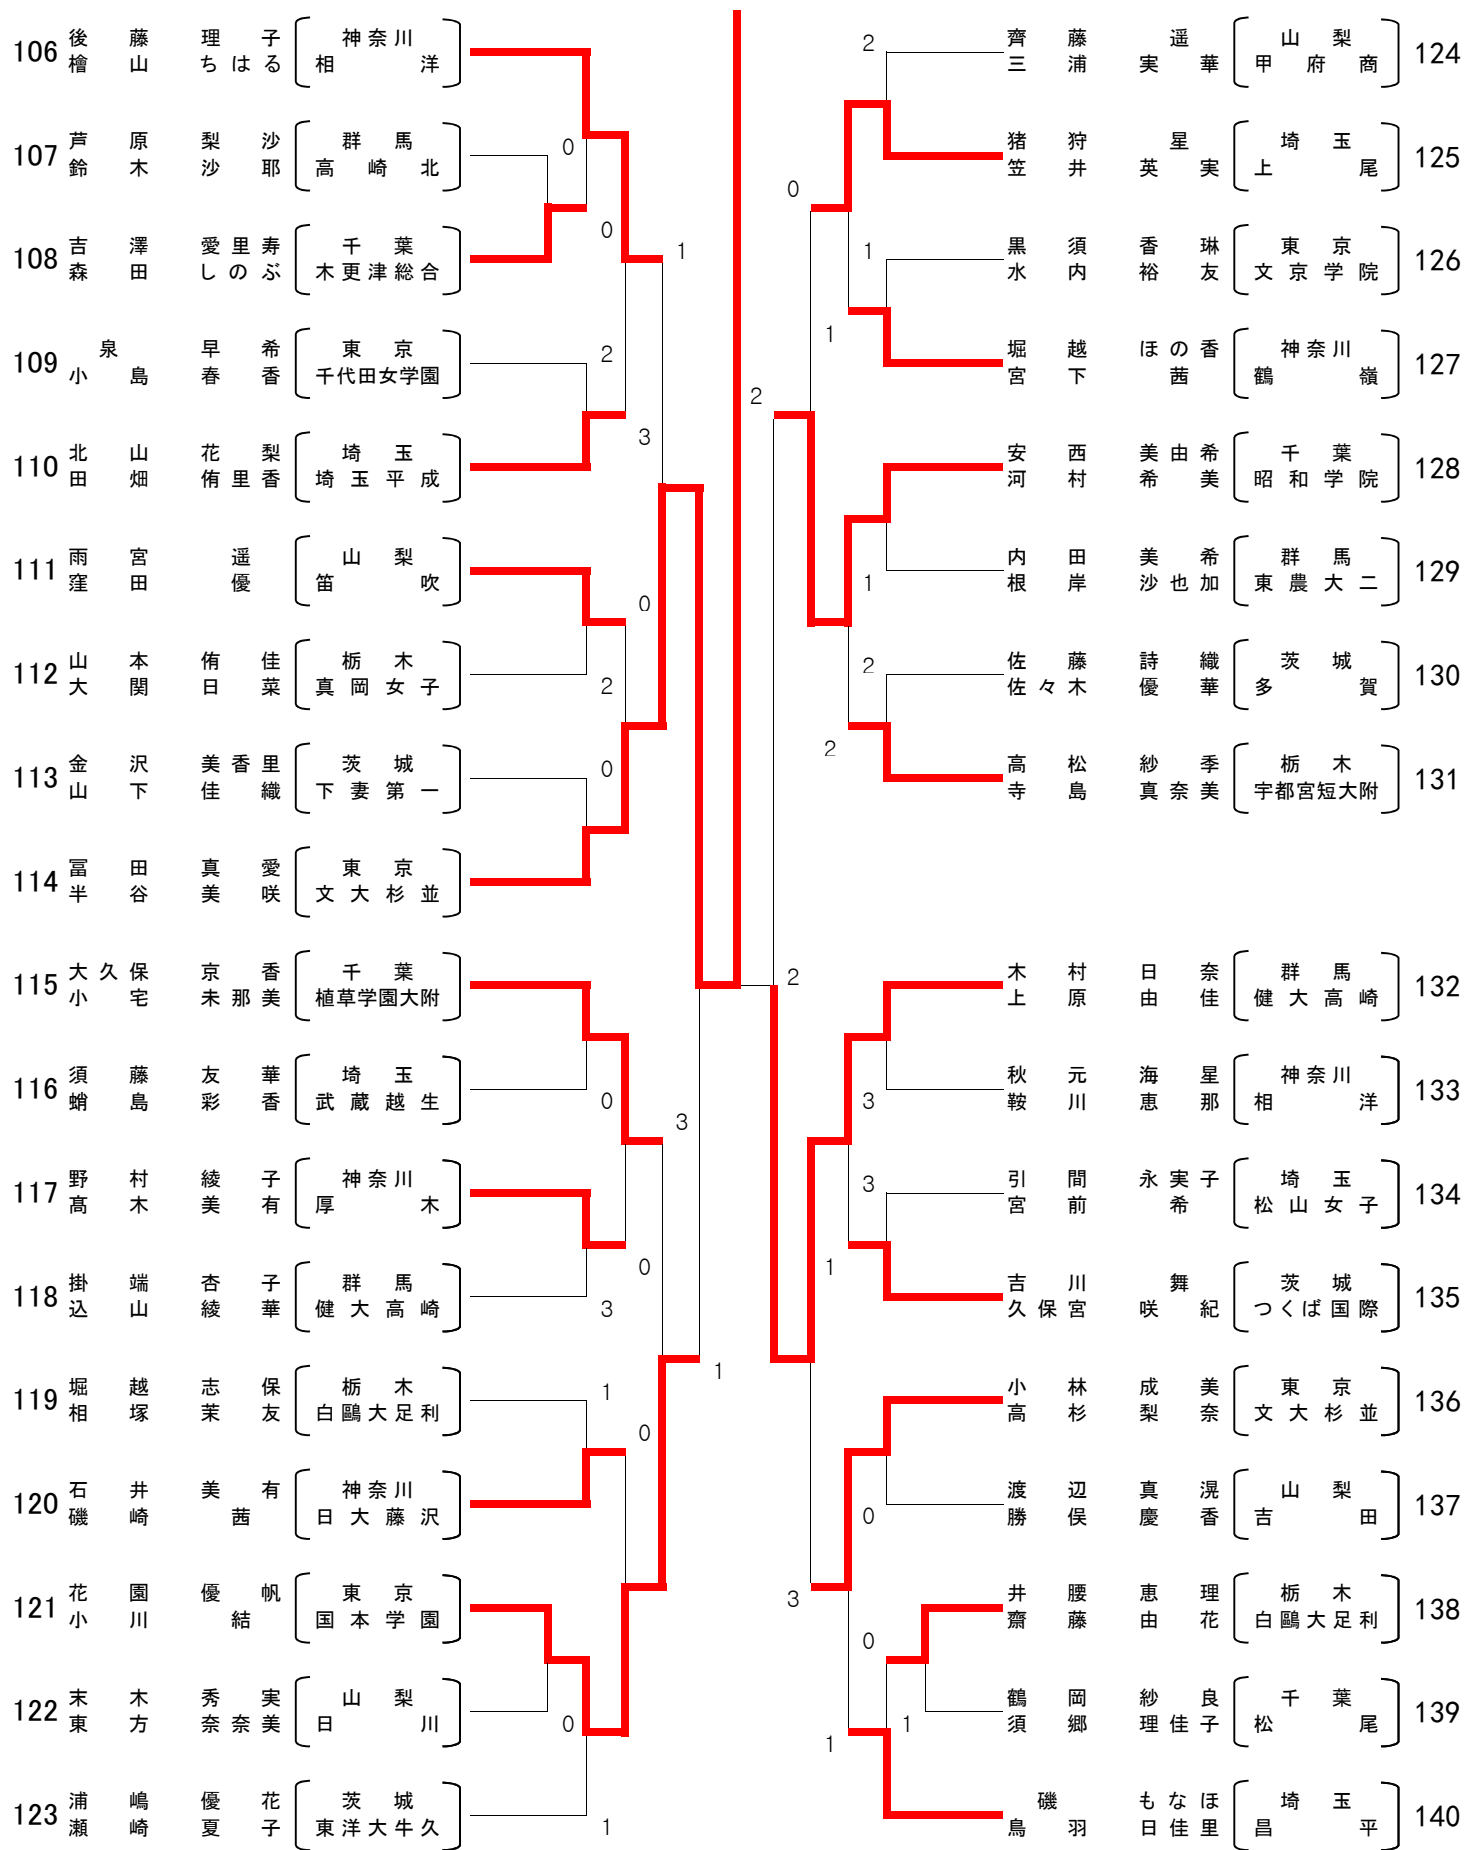 106 後藤理子 神奈川
檜山ちはる 相洋
0
107 芦原梨沙 群馬
鈴木沙耶 高崎北
0
1
108 吉澤愛里寿 千葉
森田しのぶ 木更津総合
2
109 泉早希 東京
小島春香 千代田女学園
3
110 北山花梨 埼玉
田畑侑里香 埼玉平成
0
111 雨宮遥 山梨
窪田優 笛吹
2
112 山本侑佳 栃木
大関日菜 真岡女子
0
113 金沢美香里 茨城
山下佳織 下妻第一
114 冨田真愛 東京
半谷美咲 文大杉並
115 大久保京香 千葉
小宅未那美 植草学園大附
0
3
116 須藤友華 埼玉
蛸島彩香 武蔵越生
117 野村綾子 神奈川
髙木美有 厚木
0
3
118 掛端杏子 群馬
込山綾華 健大高崎
1
1
119 堀越志保 栃木
相塚茉友 白鷗大足利
0
120 石井美有 神奈川
磯崎茜 日大藤沢
121 花園優帆 東京
小川結 国本学園
0
122 末木秀実 山梨
東方奈奈美 日川
1
123 浦嶋優花 茨城
瀬崎夏子 東洋大牛久
2
齊藤遥 山梨 124
三浦実華 甲府商
0
猪狩星 埼玉 125
笠井英実 上尾
1
黒須香琳 東京 126
水内裕友 文京学院
1
堀越ほの香 神奈川 127
宮下茜 鶴嶺
2
安西美由希 千葉 128
河村希美 昭和学院
1
内田美希 群馬 129
根岸沙也加 東農大二
2
佐藤詩織 茨城 130
佐々木優華 多賀
2
高松紗季 栃木 131
寺島真奈美 宇都宮短大附
2
木村日奈 群馬 132
上原由佳 健大高崎
3
秋元海星 神奈川 133
鞍川恵那 相洋
3
引間永実子 埼玉 134
宮前希 松山女子
1
吉川舞 茨城 135
久保宮咲紀 つくば国際
小林成美 東京 136
高杉梨奈 文大杉並
0
渡辺真滉 山梨 137
勝俣慶香 吉田
3
井腰恵理 栃木 138
齋藤由花 白鷗大足利
0
鶴岡紗良 千葉 139
須郷理佳子 松尾
1
1
磯もなほ 埼玉 140
鳥羽日佳里 昌平